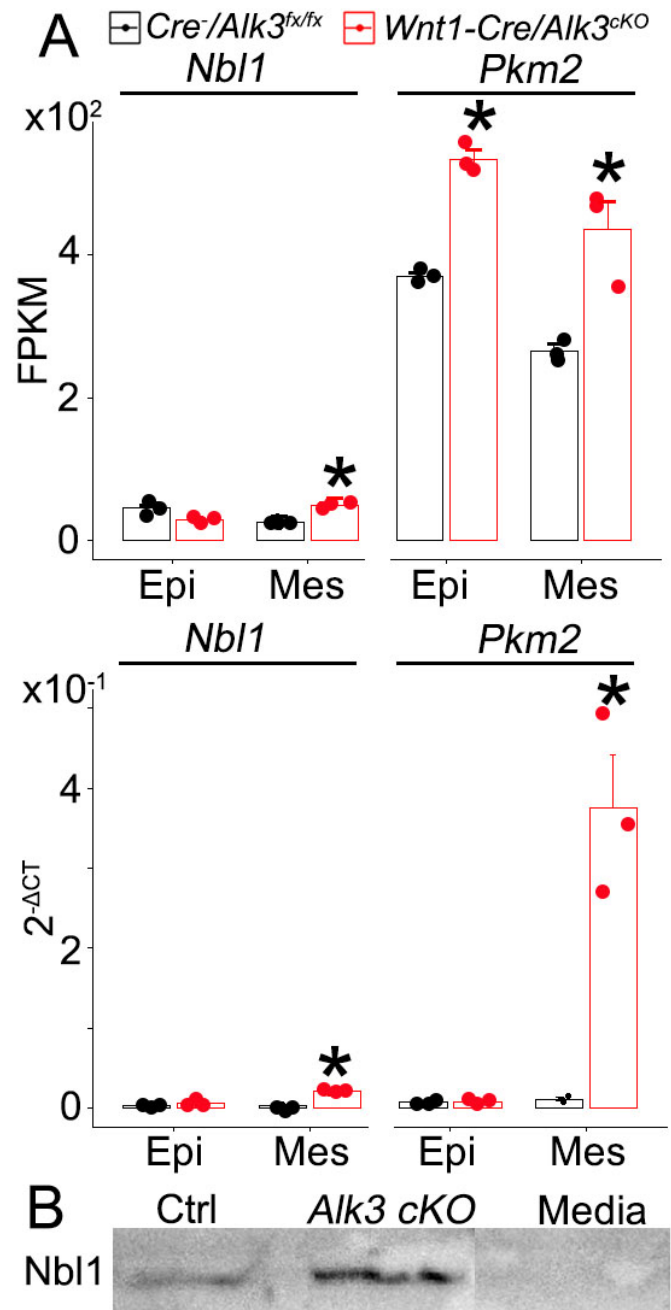 A Cre⁻/Alk3ᶠˣ/ᶠˣ Wnt1-Cre/Alk3ᶜᴷᴼ
Nbl1 Pkm2
x10²
* *
4
FPKM
2
*
0
Epi Mes Epi Mes
Nbl1 Pkm2
x10⁻¹
*
4
2⁻ΔCT
2
*
0
Epi Mes Epi Mes
B Ctrl Alk3 cKO Media
Nbl1